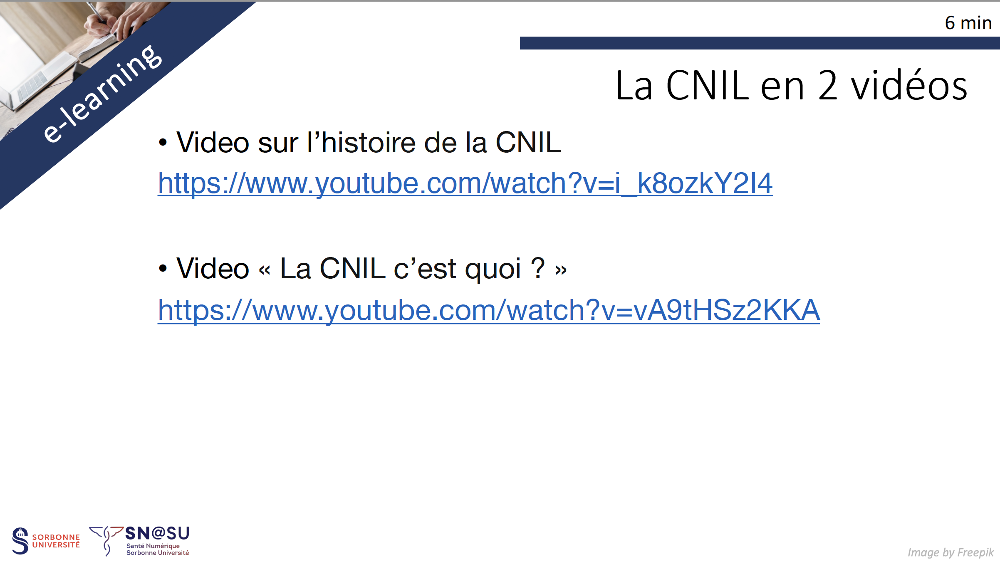 6 min
e-learning
La CNIL en 2 vidéos
• Video sur l’histoire de la CNIL
https://www.youtube.com/watch?v=i_k8ozkY2I4
• Video « La CNIL c’est quoi ? »
https://www.youtube.com/watch?v=vA9tHSz2KKA
SORBONNE
UNIVERSITÉ
SN@SU
Santé Numérique
Sorbonne Université
Image by Freepik